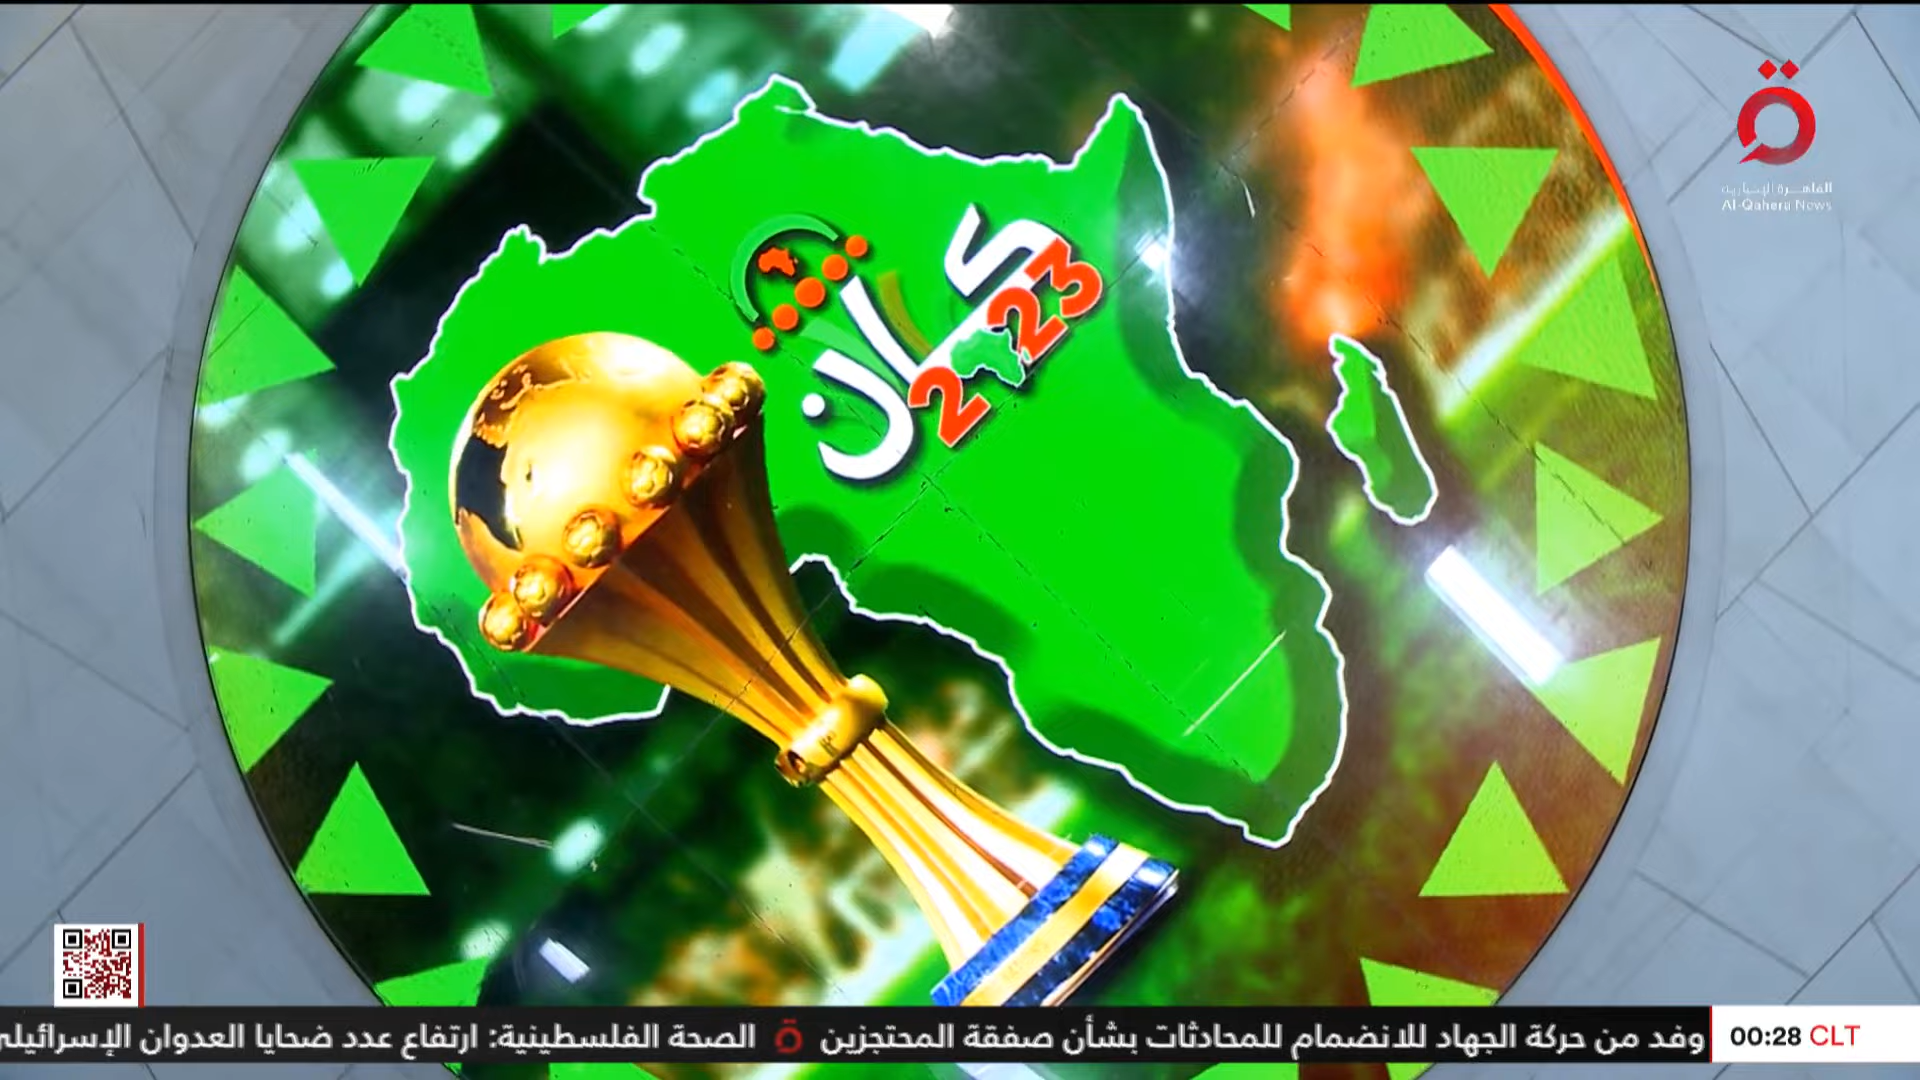 القاهرة الإخبارية
Al-Qahera News
كان
2023
وفد من حركة الجهاد للانضمام للمحادثات بشأن صفقة المحتجزين
الصحة الفلسطينية: ارتفاع عدد ضحايا العدوان الإسرائيلي
00:28 CLT